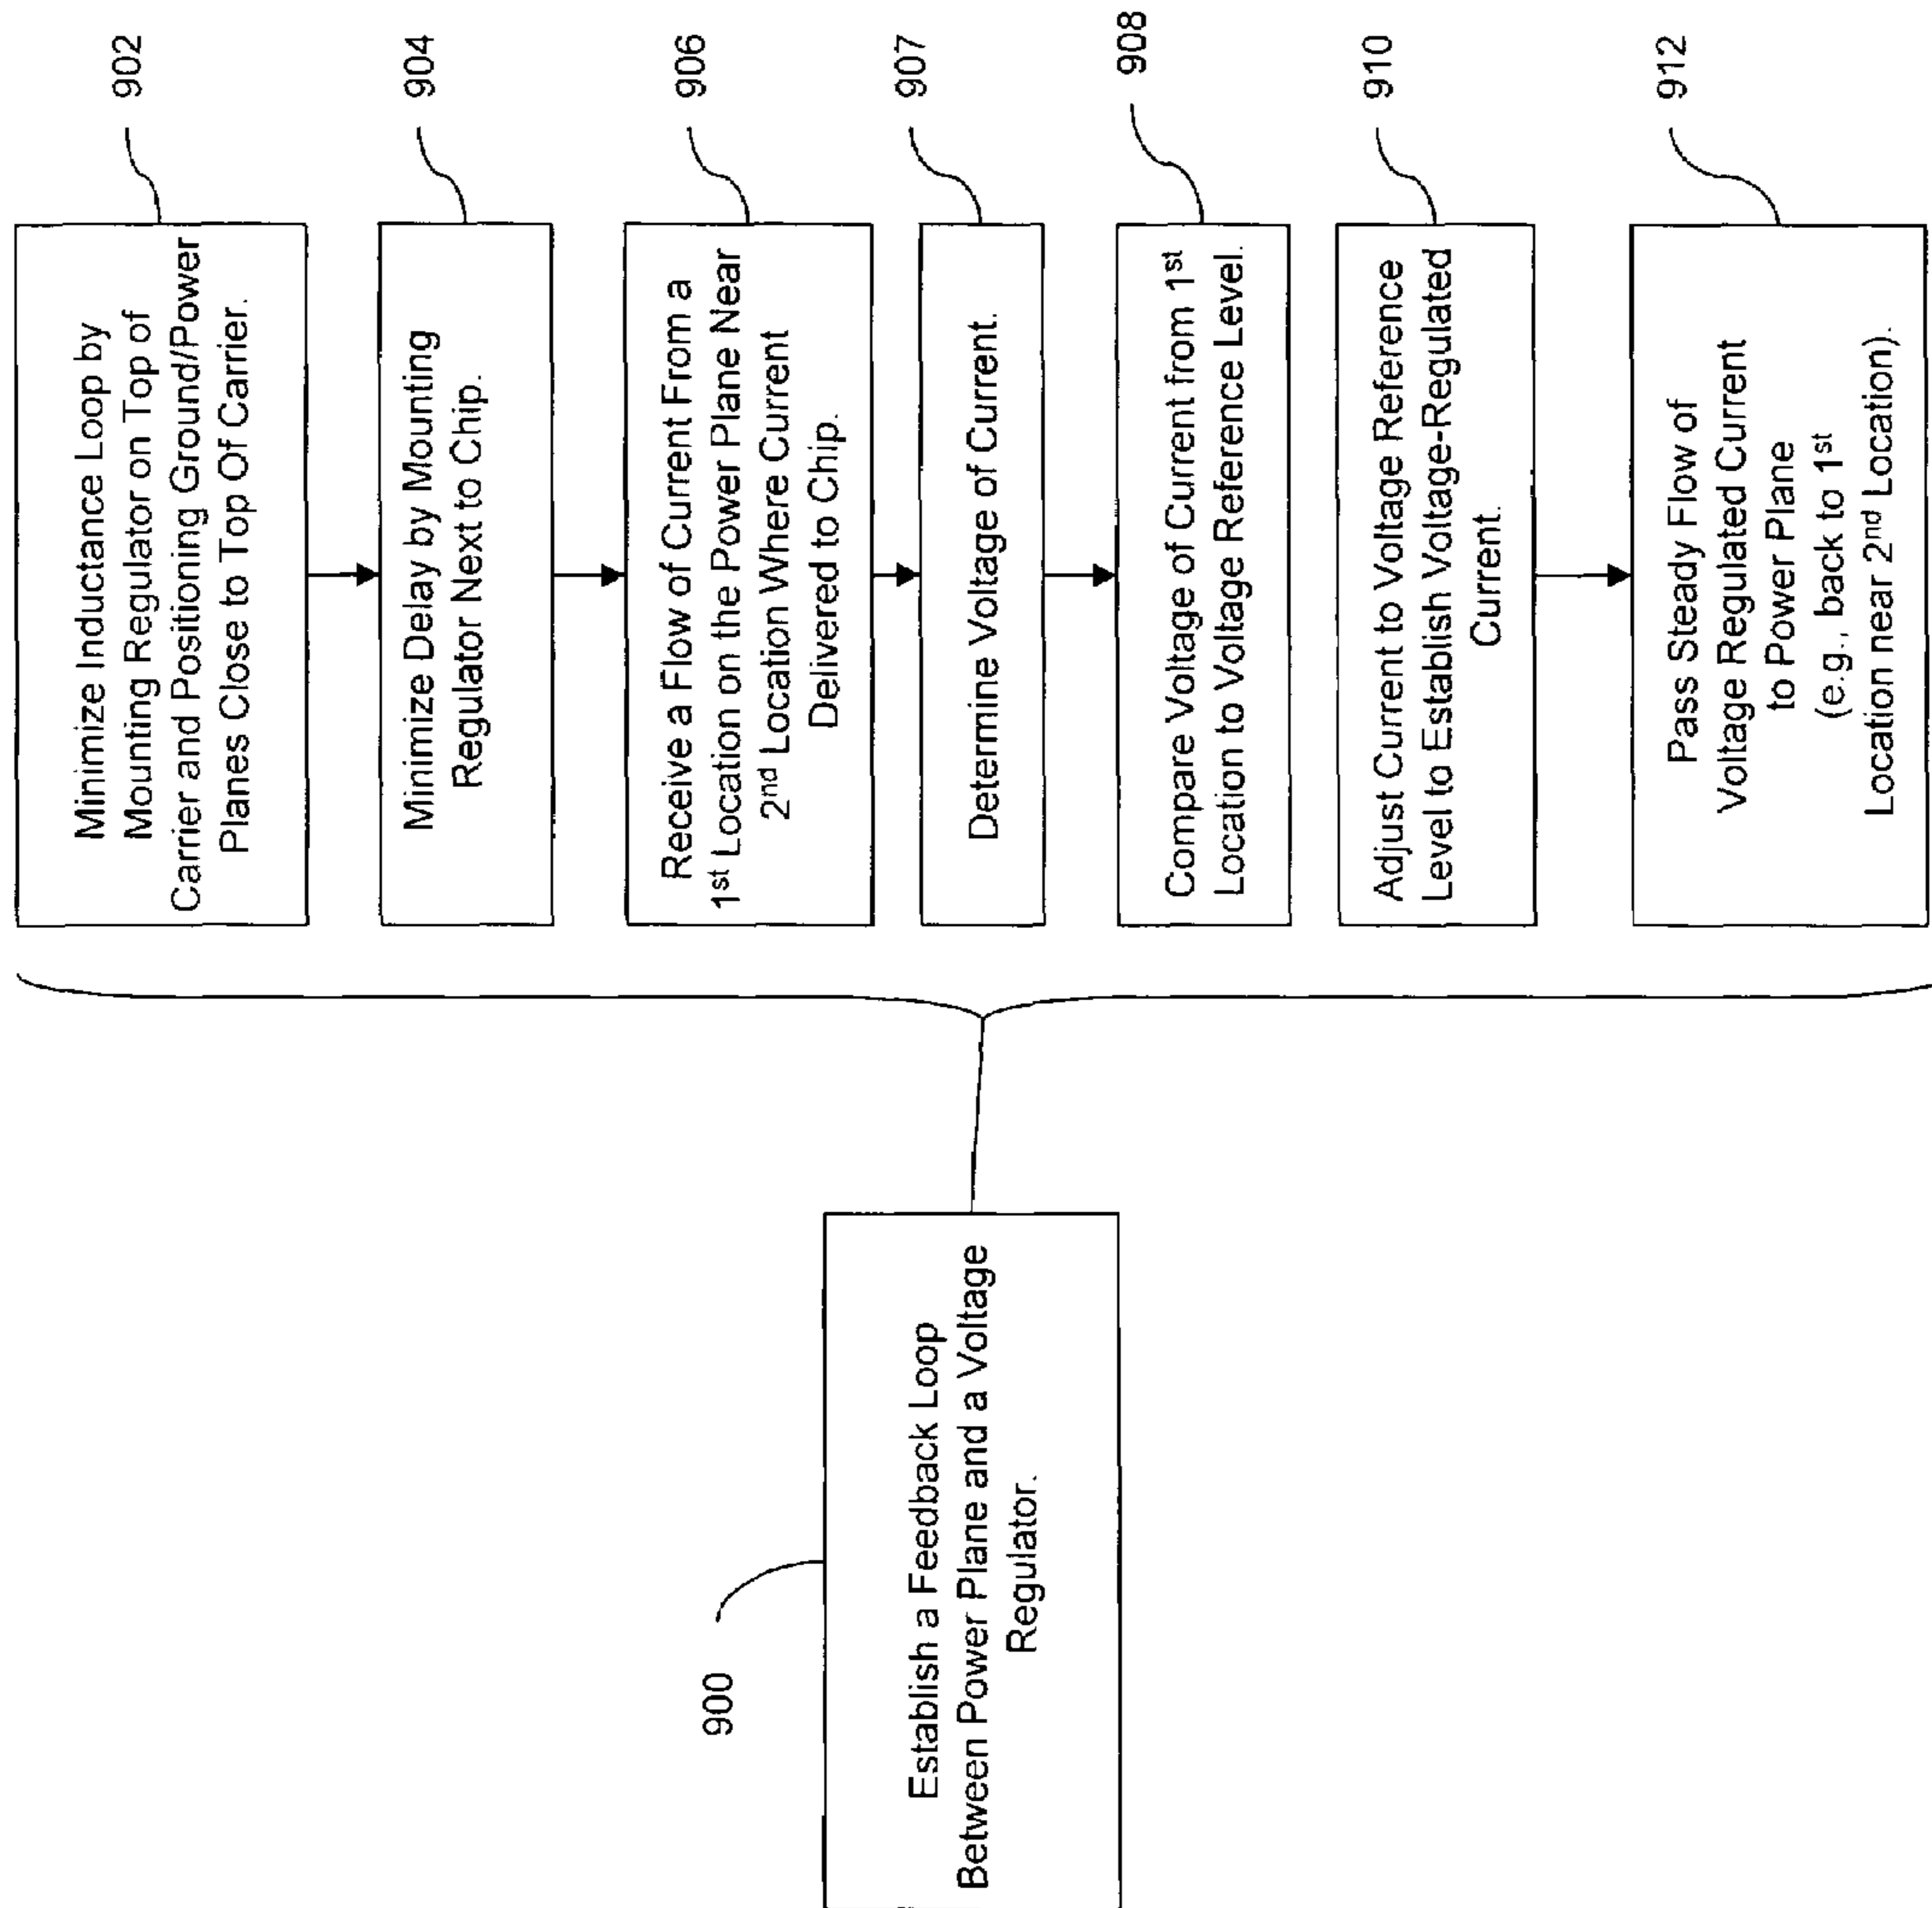 900
Establish a Feedback Loop
Between Power Plane and a Voltage
Regulator.
Minimize Inductance Loop by
Mounting Regulator on Top of
Carrier and Positioning Ground/Power
Planes Close to Top Of Carrier.
902
Minimize Delay by Mounting
Regulator Next to Chip.
904
Receive a Flow of Current From a
1st Location on the Power Plane Near
2nd Location Where Current
Delivered to Chip.
906
Determine Voltage of Current.
907
Compare Voltage of Current from 1st
Location to Voltage Reference Level.
908
Adjust Current to Voltage Reference
Level to Establish Voltage-Regulated
Current.
910
Pass Steady Flow of
Voltage Regulated Current
to Power Plane
(e.g., back to 1st
Location near 2nd Location).
912